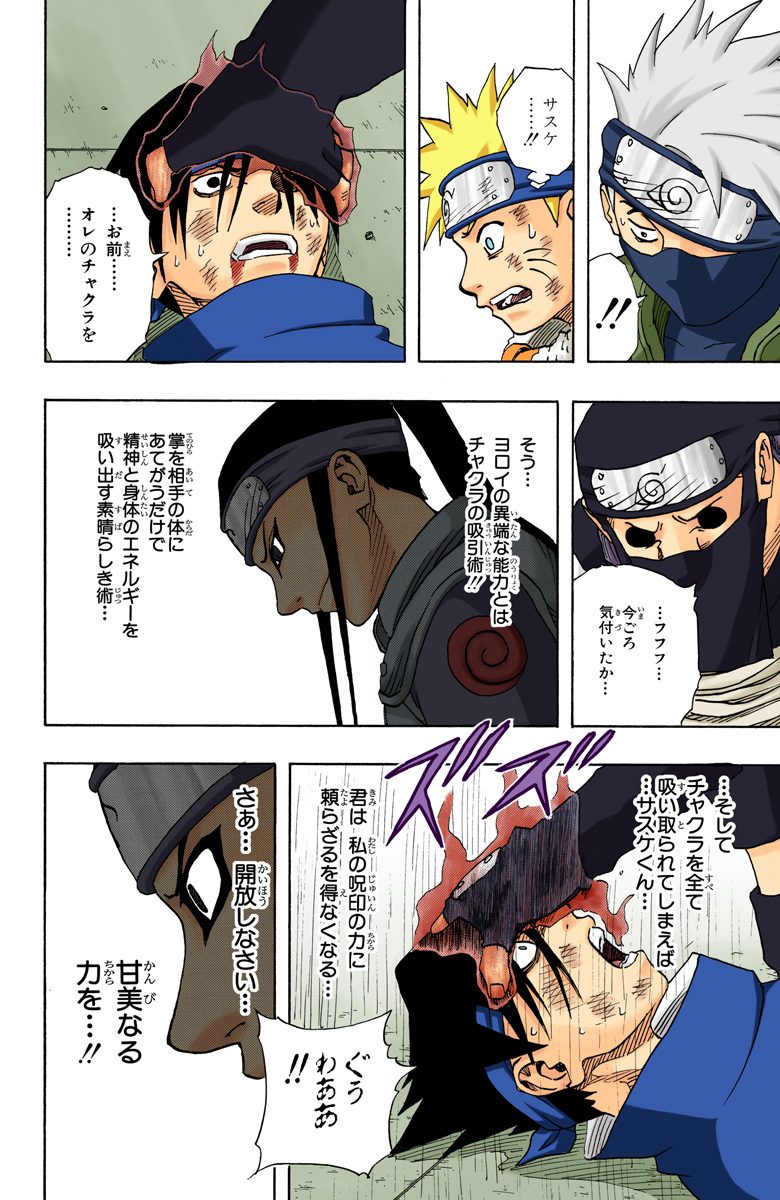 ‼
サスケ
……‼
…お前……
オレのチャクラを
………
…フフフ…
今ごろ
気付いたか…
そう…
ヨロイの異端な能力とは
チャクラの吸引術‼
掌を相手の体に
あてがうだけで
精神と身体のエネルギーを
吸い出す素晴らしき術…
…そして
チャクラを全て
吸い取られてしまえば
…サスケくん…
ズズ
君は 私の呪印の力に
頼らざるを得なくなる…
ぐう
わああ
‼
さぁ… 開放しなさい…
甘美なる
力を…‼